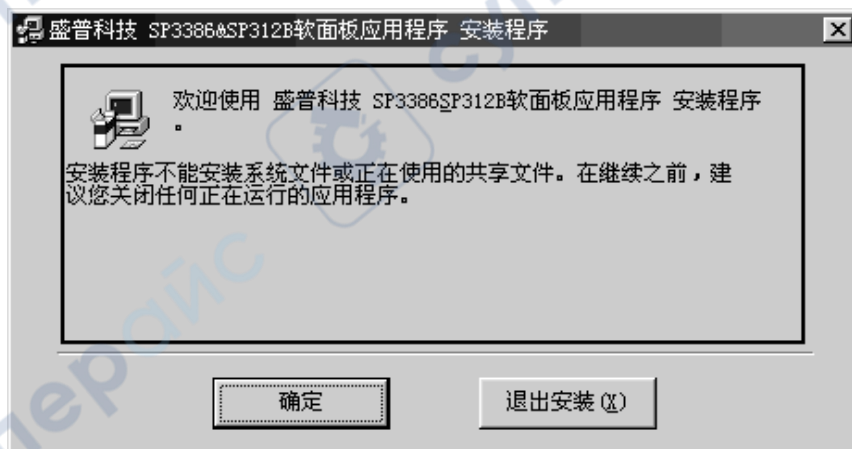 盛普科技 SP3386&SP312B软面板应用程序 安装程序
欢迎使用 盛普科技 SP3386SP312B软面板应用程序 安装程序
。
安装程序不能安装系统文件或正在使用的共享文件。在继续之前，建
议您关闭任何正在运行的应用程序。
确定
退出安装(X)